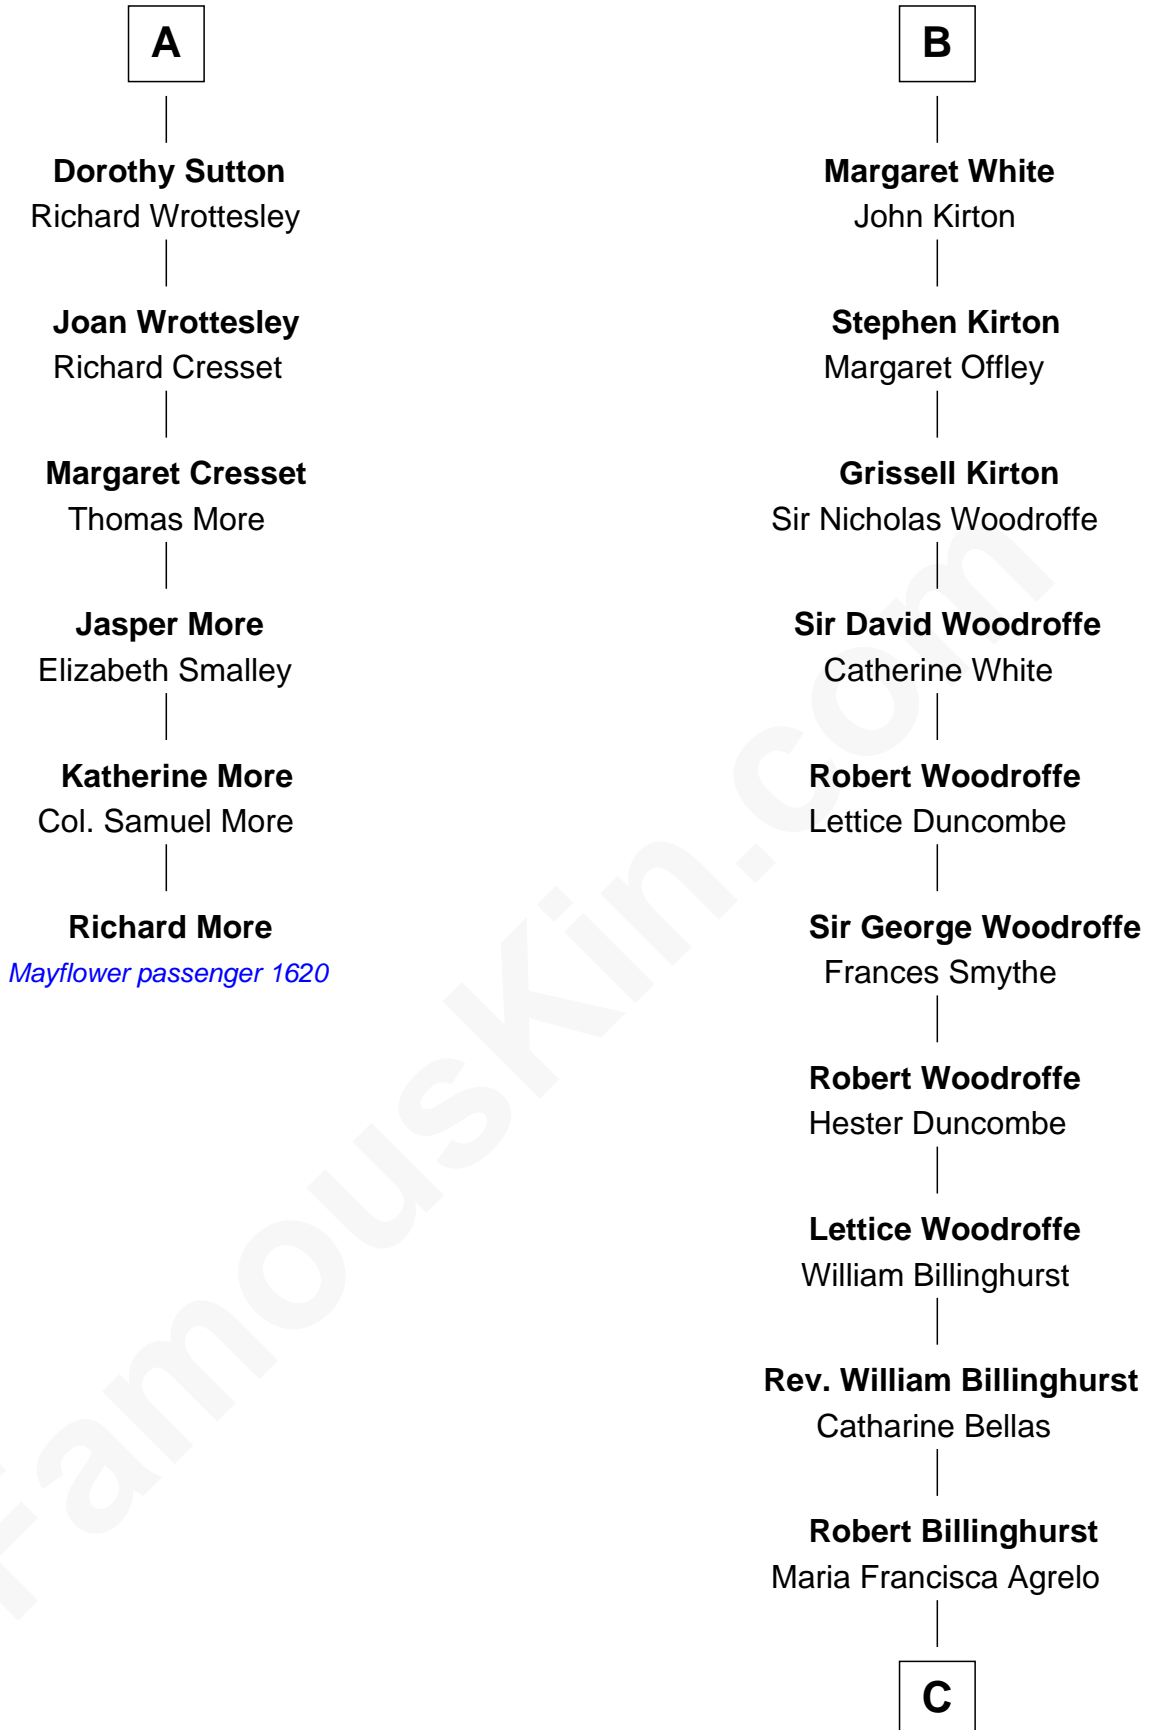 A
Dorothy Sutton
Richard Wrottesley
Joan Wrottesley
Richard Cresset
Margaret Cresset
Thomas More
Jasper More
Elizabeth Smalley
Katherine More
Col. Samuel More
Richard More
Mayflower passenger 1620
B
Margaret White
John Kirton
Stephen Kirton
Margaret Offley
Grissell Kirton
Sir Nicholas Woodroffe
Sir David Woodroffe
Catherine White
Robert Woodroffe
Lettice Duncombe
Sir George Woodroffe
Frances Smythe
Robert Woodroffe
Hester Duncombe
Lettice Woodroffe
William Billinghurst
Rev. William Billinghurst
Catharine Bellas
Robert Billinghurst
Maria Francisca Agrelo
C
FamousKin.com